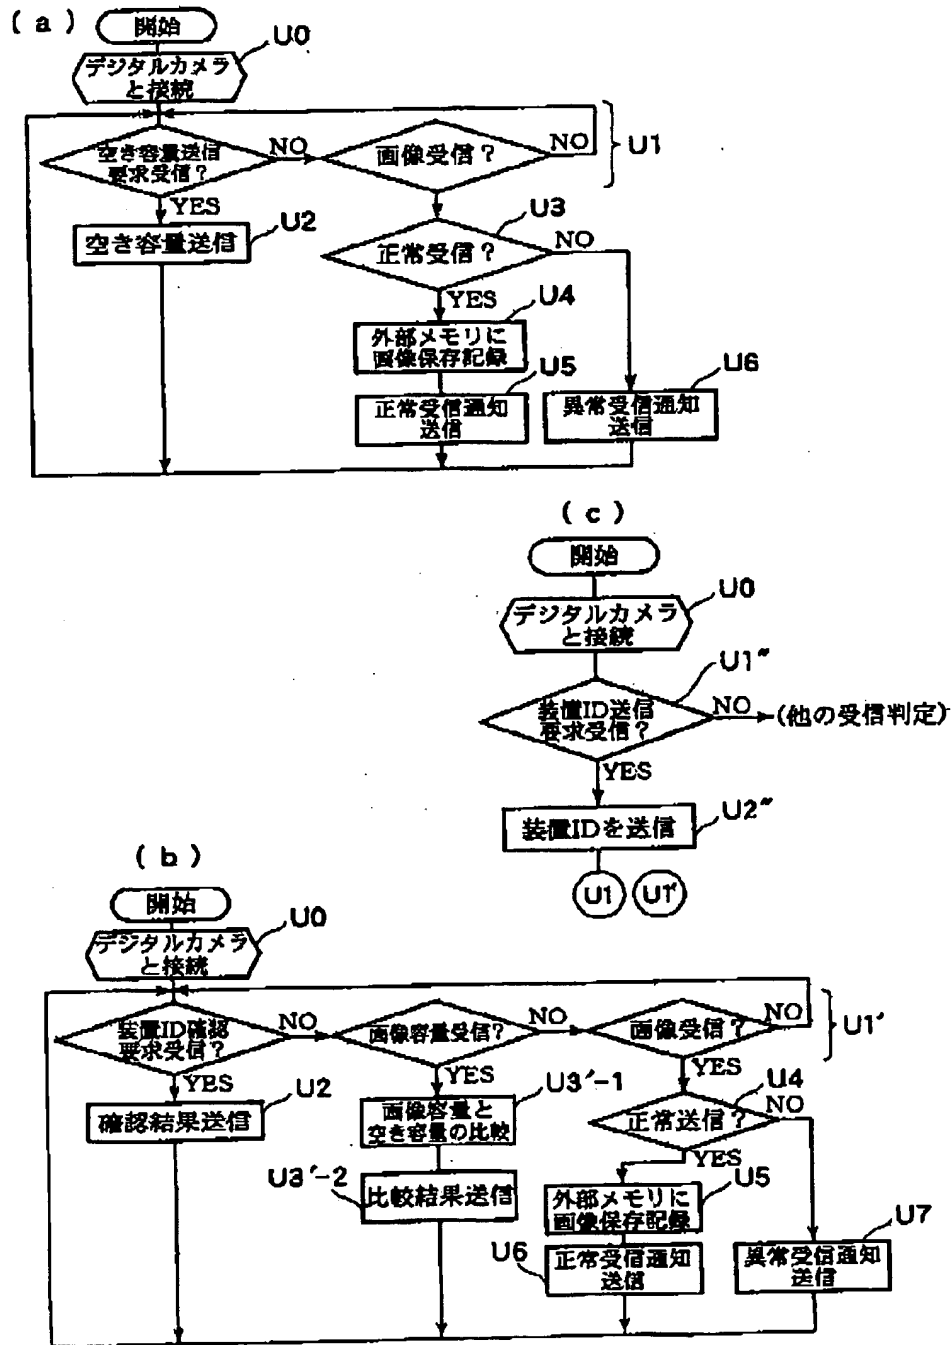 (a)
開始
U0
デジタルカメラ
と接続
空き容量送信
要求受信?
NO
画像受信?
NO
U1
YES
U2
空き容量送信
U3
正常受信?
NO
YES
U4
外部メモリに
画像保存記録
U5
正常受信通知
送信
U6
異常受信通知
送信
(c)
開始
U0
デジタルカメラ
と接続
U1″
装置ID送信
要求受信?
NO
(他の受信判定)
YES
U2″
装置IDを送信
U1
U1'
(b)
開始
U0
デジタルカメラ
と接続
装置ID確認
要求受信?
NO
画像容量受信?
NO
画像受信?
NO
U1'
YES
U2
確認結果送信
YES
U3'-1
画像容量と
空き容量の比較
U3'-2
比較結果送信
YES
U4
正常送信?
NO
YES
U5
外部メモリに
画像保存記録
U6
正常受信通知
送信
U7
異常受信通知
送信